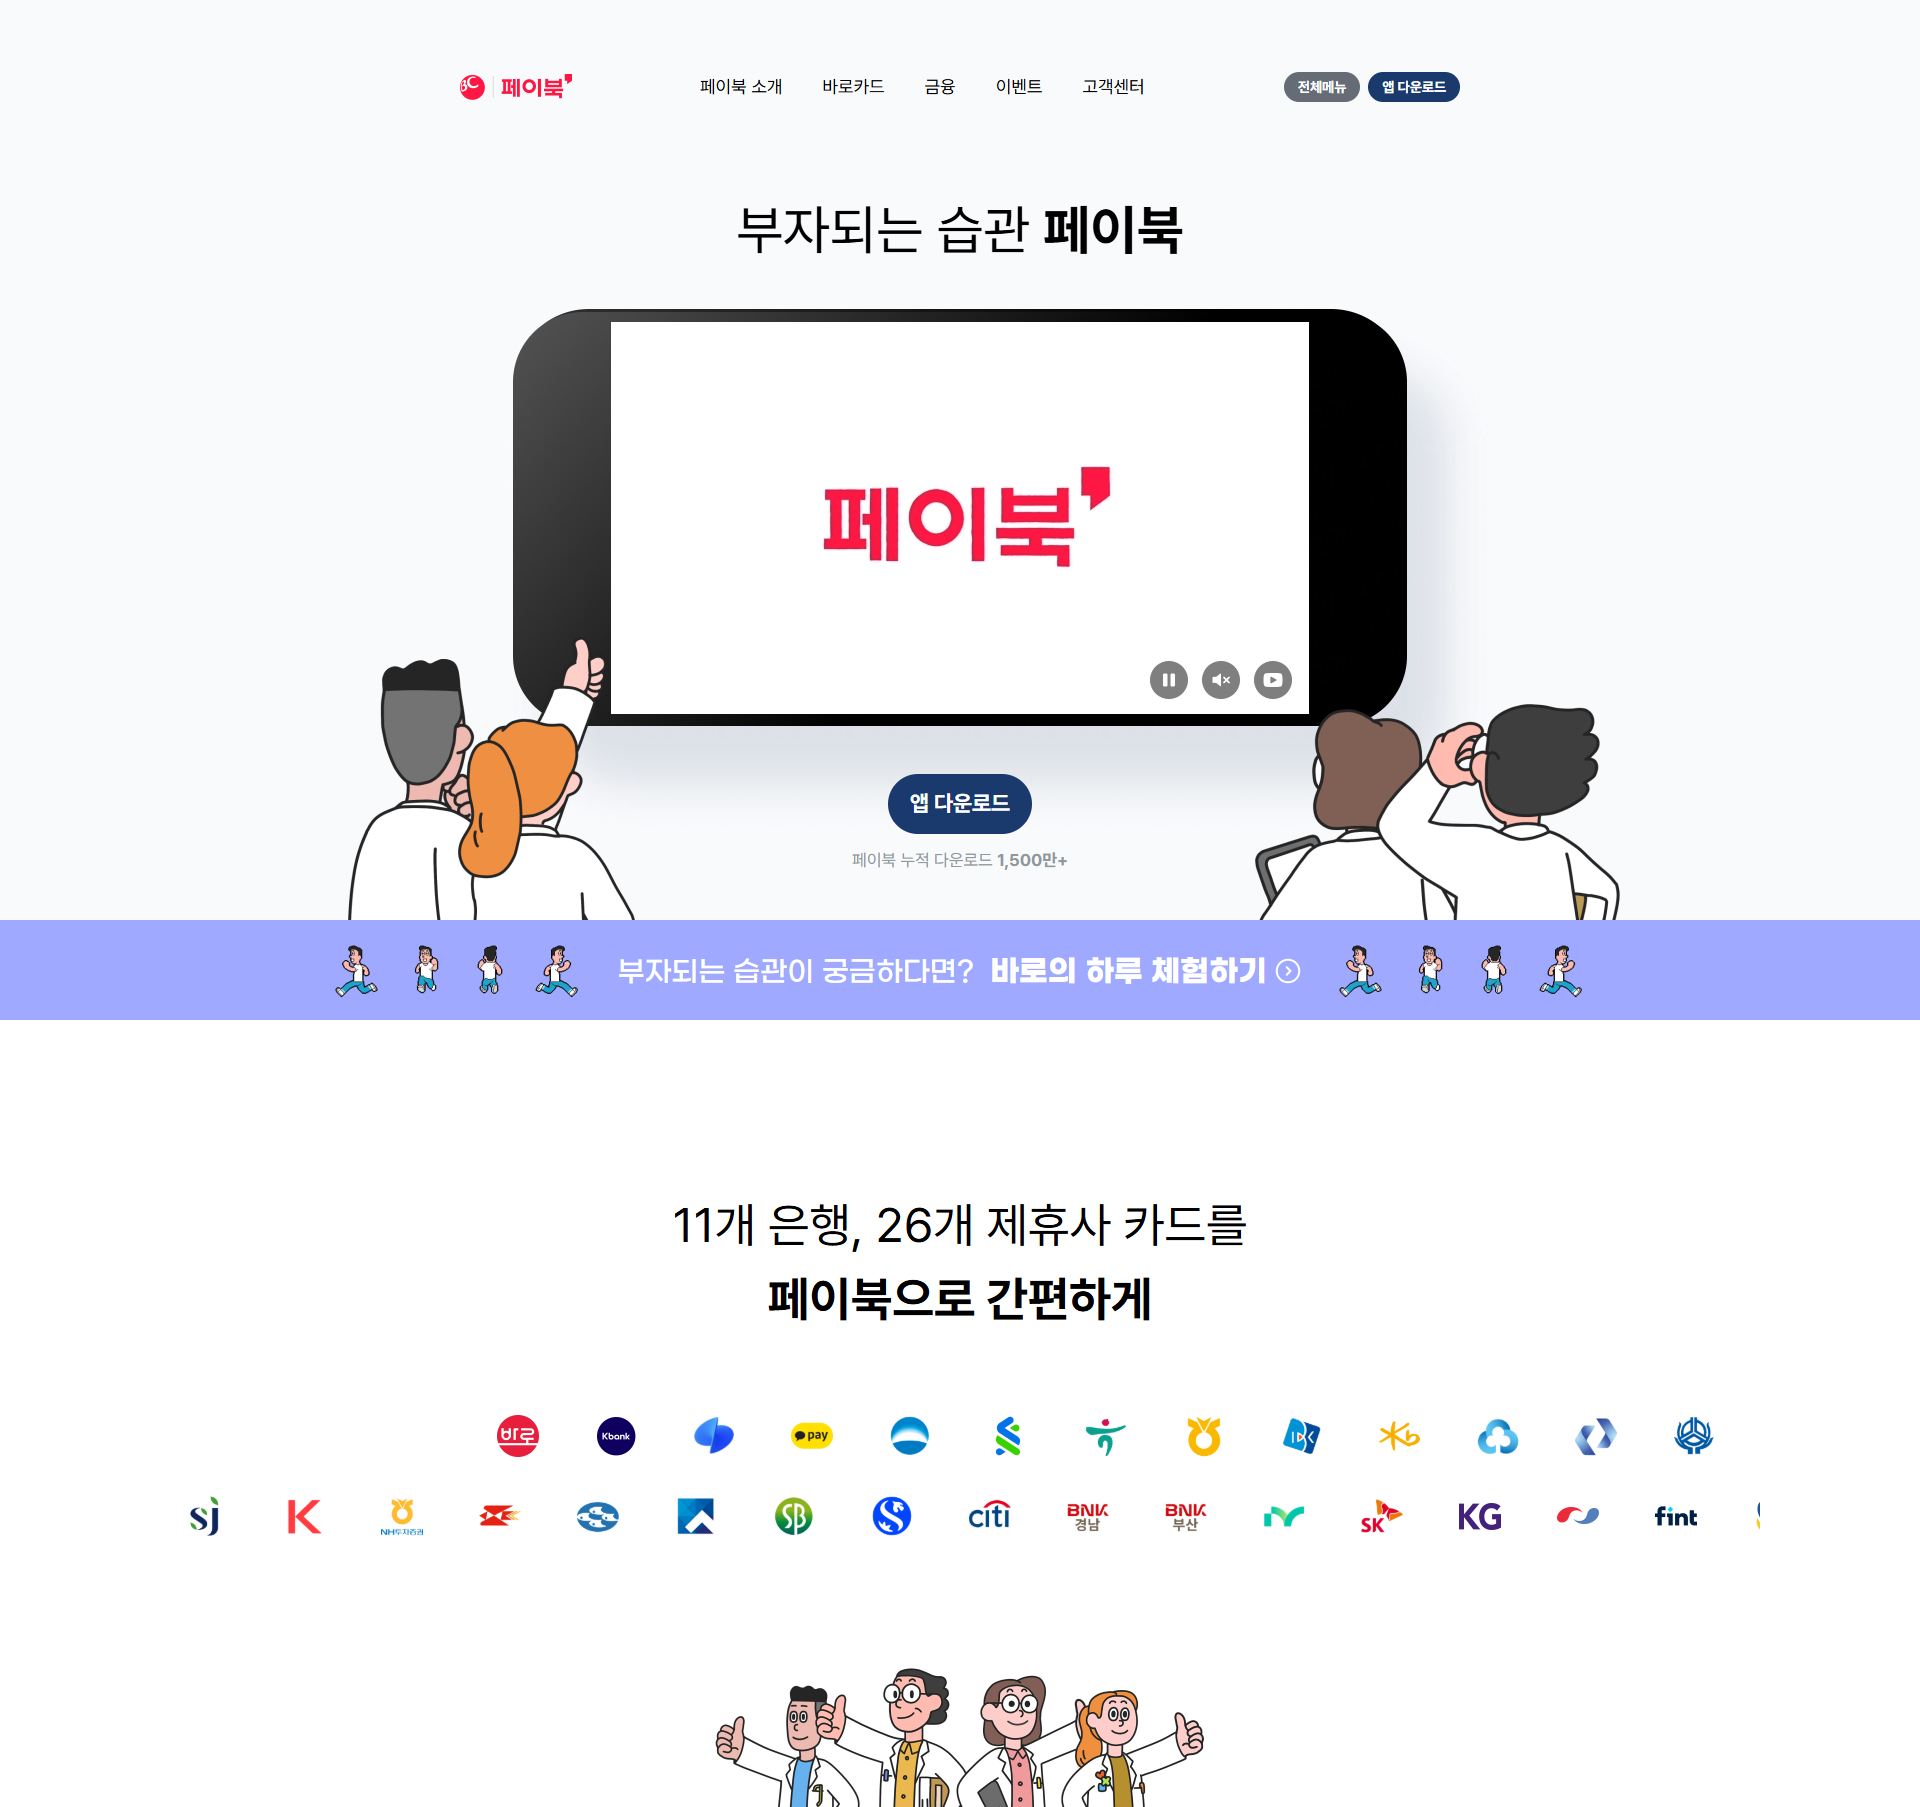 BC 페이북
페이북 소개 바로카드 금융 이벤트 고객센터
전체메뉴 앱 다운로드
부자되는 습관 페이북
페이북
앱 다운로드
페이북 누적 다운로드 1,500만+
부자되는 습관이 궁금하다면? 바로의 하루 체험하기
11개 은행, 26개 제휴사 카드를
페이북으로 간편하게
바로 Kbank pay IBK Kb
sj K NH투자증권 SB S citi BNK 경남 BNK 부산 SK KG fint